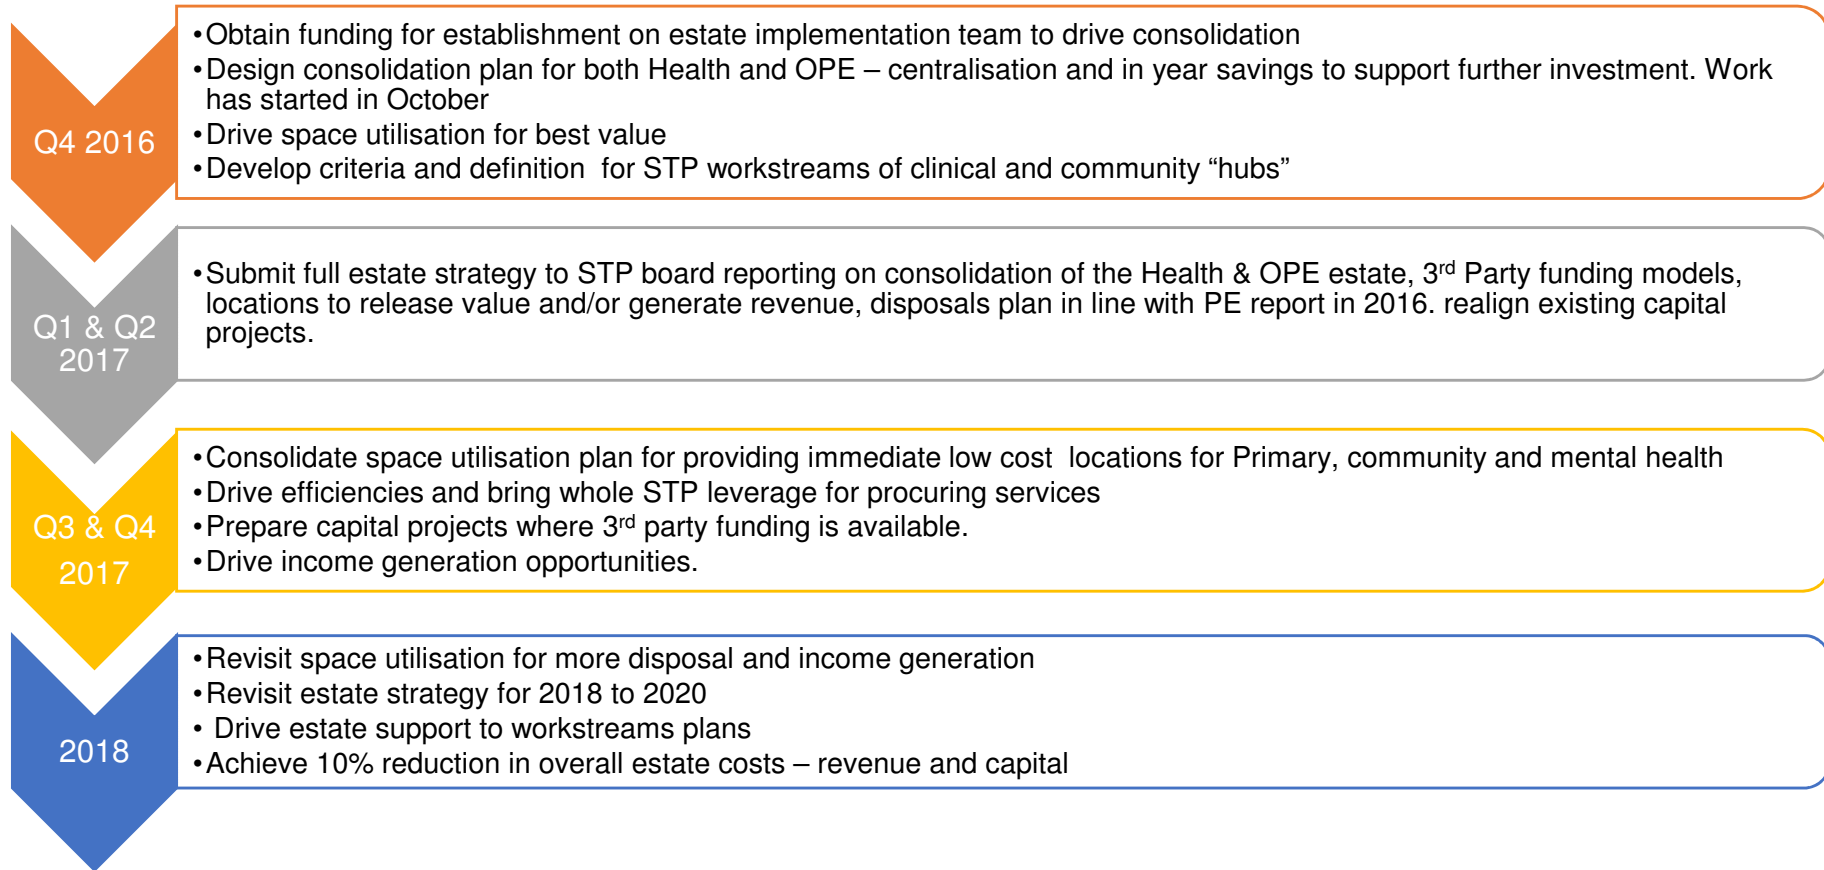 Q4 2016
•Obtain funding for establishment on estate implementation team to drive consolidation
•Design consolidation plan for both Health and OPE – centralisation and in year savings to support further investment. Work
has started in October
•Drive space utilisation for best value
•Develop criteria and definition  for STP workstreams of clinical and community “hubs”
Q1 & Q2
2017
•Submit full estate strategy to STP board reporting on consolidation of the Health & OPE estate, 3rd Party funding models,
locations to release value and/or generate revenue, disposals plan in line with PE report in 2016. realign existing capital
projects.
Q3 & Q4
2017
•Consolidate space utilisation plan for providing immediate low cost  locations for Primary, community and mental health
•Drive efficiencies and bring whole STP leverage for procuring services
•Prepare capital projects where 3rd party funding is available.
•Drive income generation opportunities.
2018
•Revisit space utilisation for more disposal and income generation
•Revisit estate strategy for 2018 to 2020
• Drive estate support to workstreams plans
•Achieve 10% reduction in overall estate costs – revenue and capital